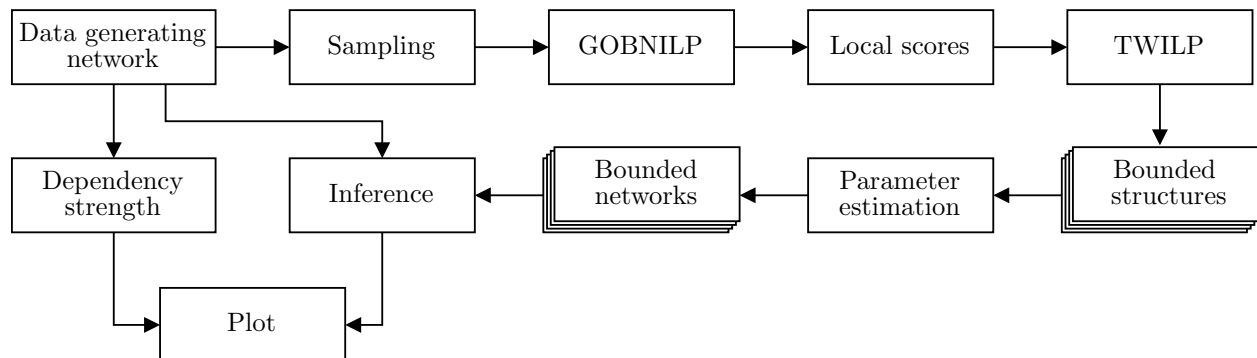 Data generating
network
Sampling
GOBNILP
Local scores
TWILP
Dependency
strength
Inference
Bounded
networks
Parameter
estimation
Bounded
structures
Plot